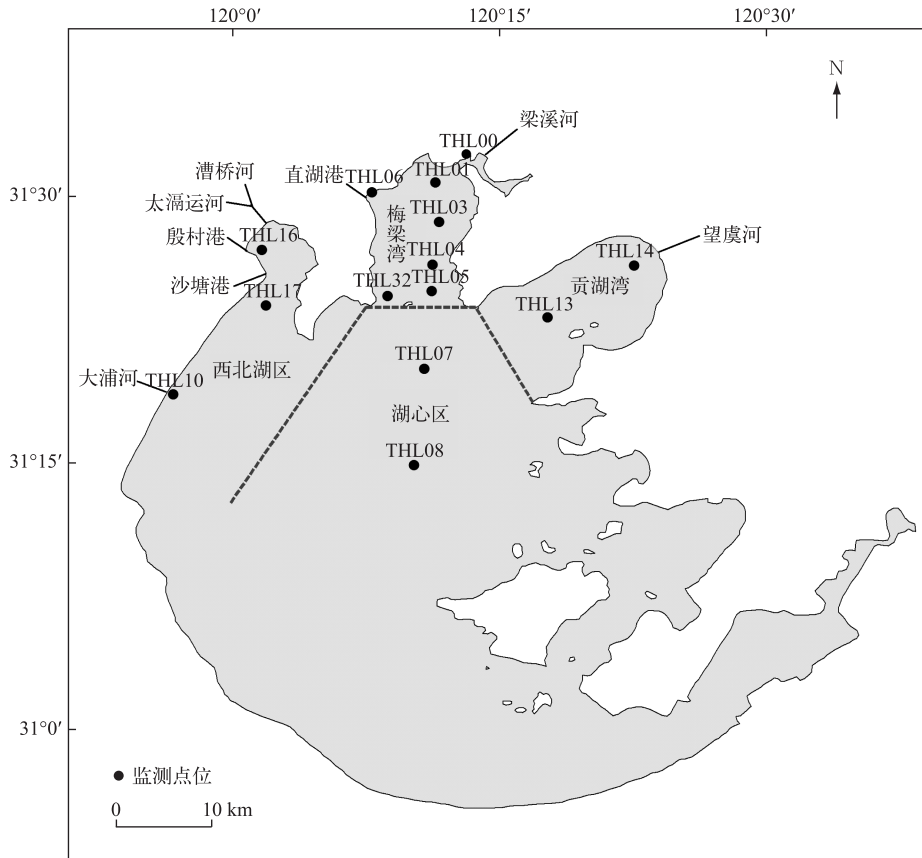 120°0′
120°15′
120°30′
N
梁溪河
THL00
漕桥河
直湖港
THL06
THL01
太滆运河
梅梁湾
THL03
殷村港
THL16
望虞河
THL04
THL14
沙塘港
THL32
THL05
贡湖湾
THL17
THL13
THL07
大浦河
THL10
西北湖区
湖心区
THL08
31°30′
31°15′
31°0′
监测点位
0
10 km